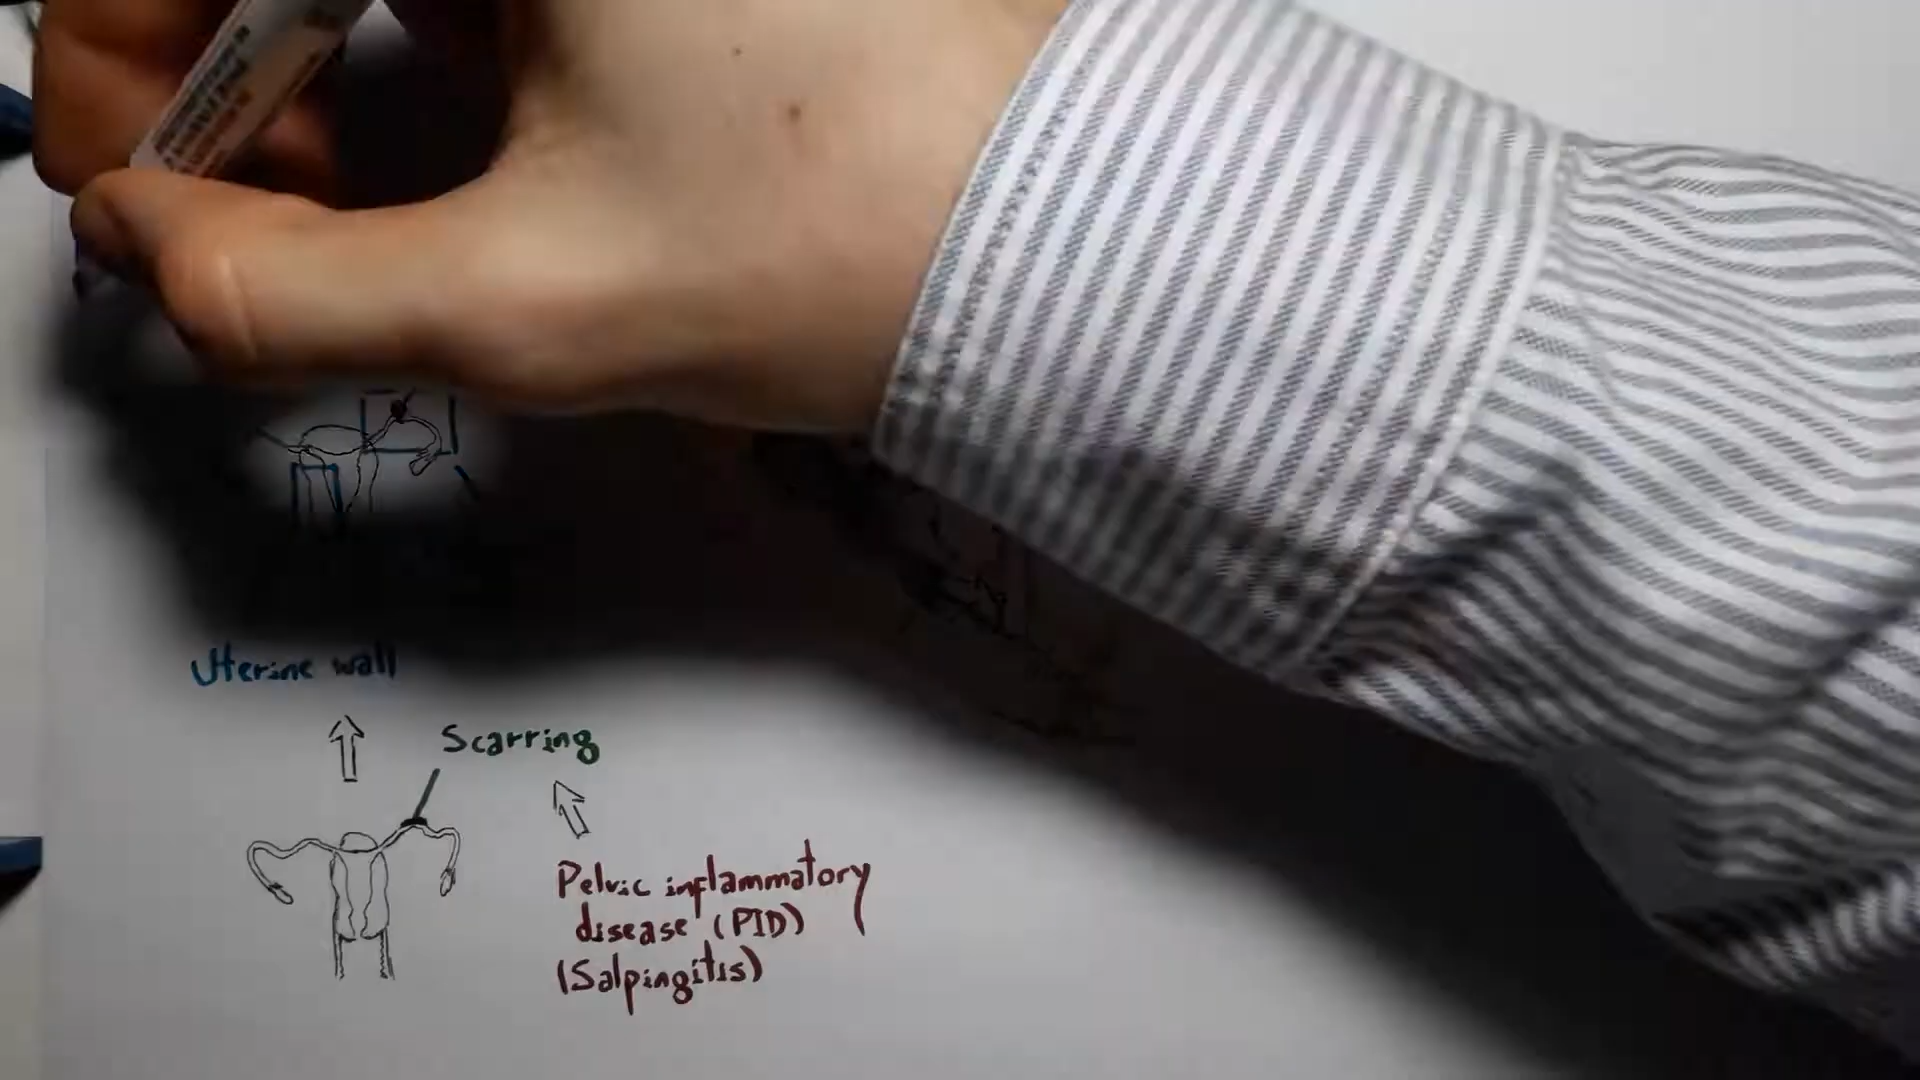 Uterine wall
Scarring
Pelvic inflammatory
disease (PID)
(Salpingitis)